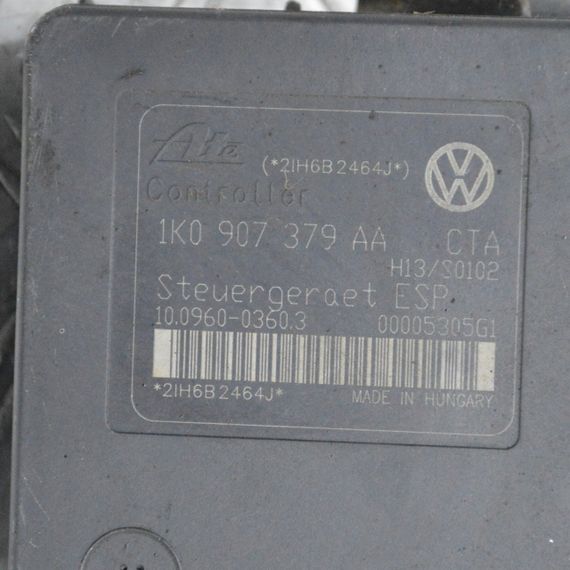 Ate (*2IH6B2464J*)
Controller
1K0 907 379 AA CTA
H13/S0102
Steuergeraet ESP
10.0960-0360.3 00005305G1
*2IH6B2464J* MADE IN HUNGARY